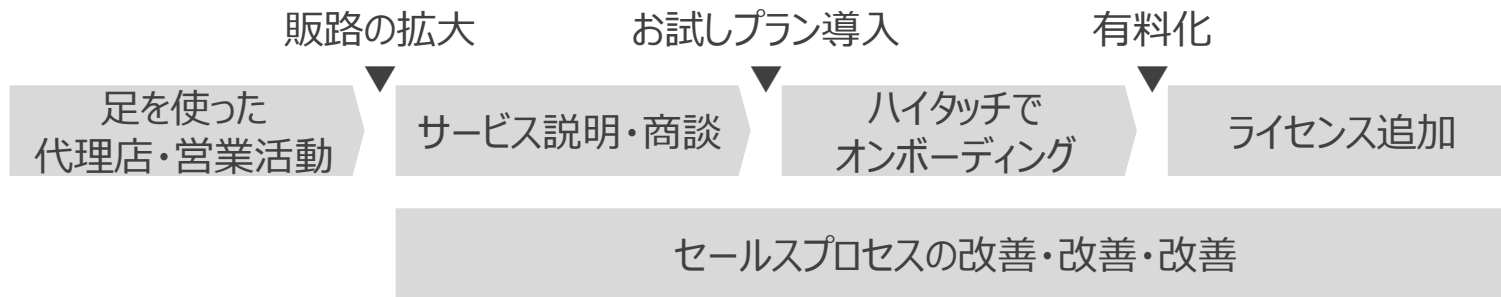 販路の拡大
お試しプラン導入
有料化
足を使った
代理店・営業活動
サービス説明・商談
ハイタッチで
オンボーディング
ライセンス追加
セールスプロセスの改善・改善・改善